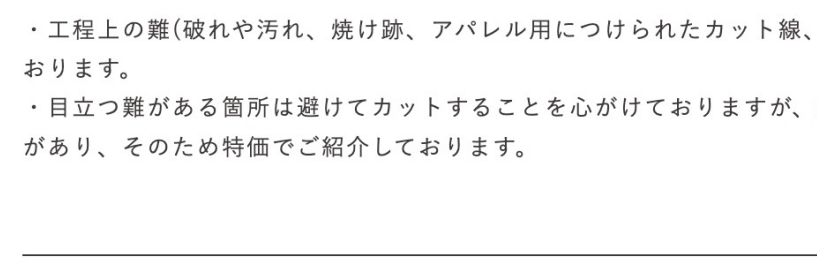 ・工程上の難(破れや汚れ、焼け跡、アパレル用につけられたカット線、
おります。
・目立つ難がある箇所は避けてカットすることを心がけておりますが、
があり、そのため特価でご紹介しております。